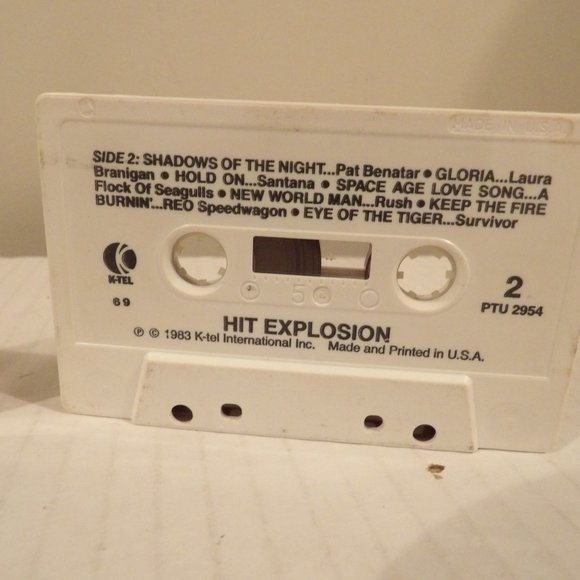 MADE IN U.S.A.
SIDE 2: SHADOWS OF THE NIGHT...Pat Benatar • GLORIA...Laura
Branigan • HOLD ON...Santana • SPACE AGE LOVE SONG...A
Flock Of Seagulls • NEW WORLD MAN...Rush • KEEP THE FIRE
BURNIN'...REO Speedwagon • EYE OF THE TIGER...Survivor
K-TEL
69
5
2
PTU 2954
HIT EXPLOSION
℗ © 1983 K-tel International Inc. Made and Printed in U.S.A.